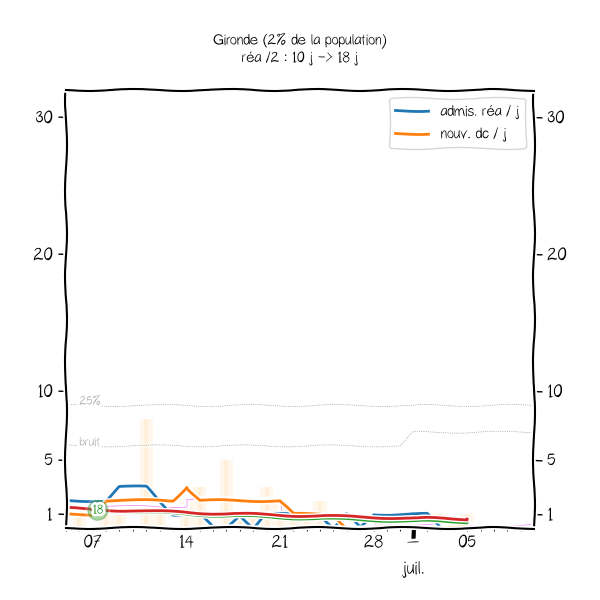 Gironde (2% de la population)
réa /2 : 10 j -> 18 j
admis. réa / j
nouv. dc / j
30
30
20
20
10
10
25%
bruit
5
5
18
1
1
07
14
21
28
05
juil.